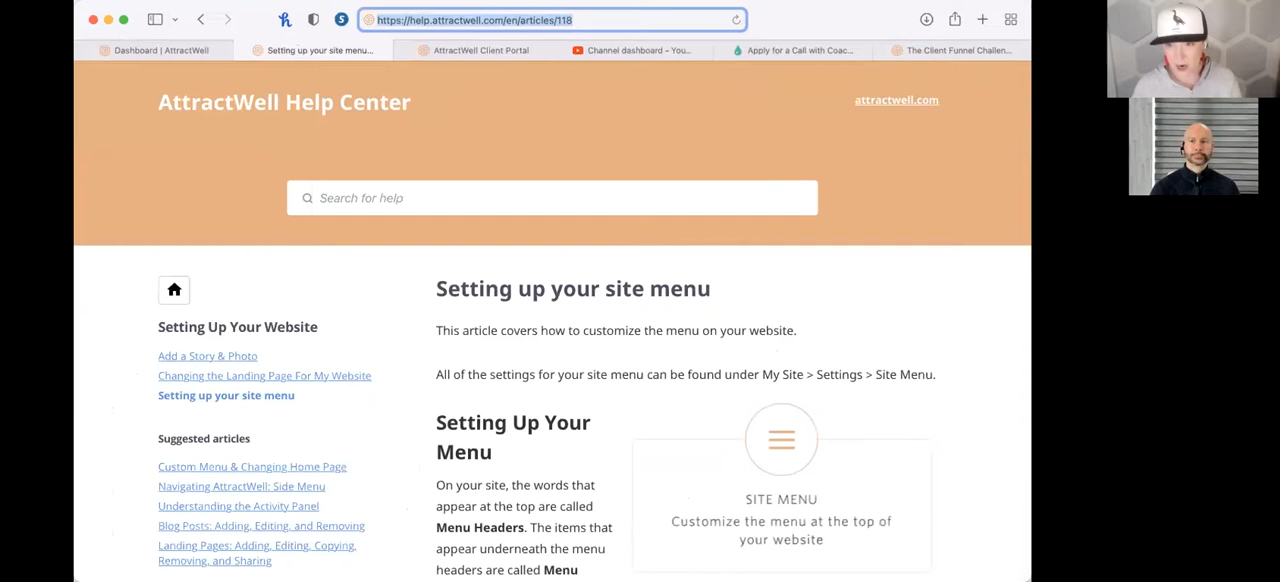 https://help.attractwell.com/en/articles/118
Dashboard | AttractWell
Setting up your site menu...
AttractWell Client Portal
Channel dashboard - You...
Apply for a Call with Coac...
The Client Funnel Challen...
AttractWell Help Center
attractwell.com
Search for help
Setting Up Your Website
Add a Story & Photo
Changing the Landing Page For My Website
Setting up your site menu
Suggested articles
Custom Menu & Changing Home Page
Navigating AttractWell: Side Menu
Understanding the Activity Panel
Blog Posts: Adding, Editing, and Removing
Landing Pages: Adding, Editing, Copying,
Removing, and Sharing
Setting up your site menu
This article covers how to customize the menu on your website.
All of the settings for your site menu can be found under My Site > Settings > Site Menu.
Setting Up Your
Menu
On your site, the words that
appear at the top are called
Menu Headers. The items that
appear underneath the menu
headers are called Menu
SITE MENU
Customize the menu at the top of
your website